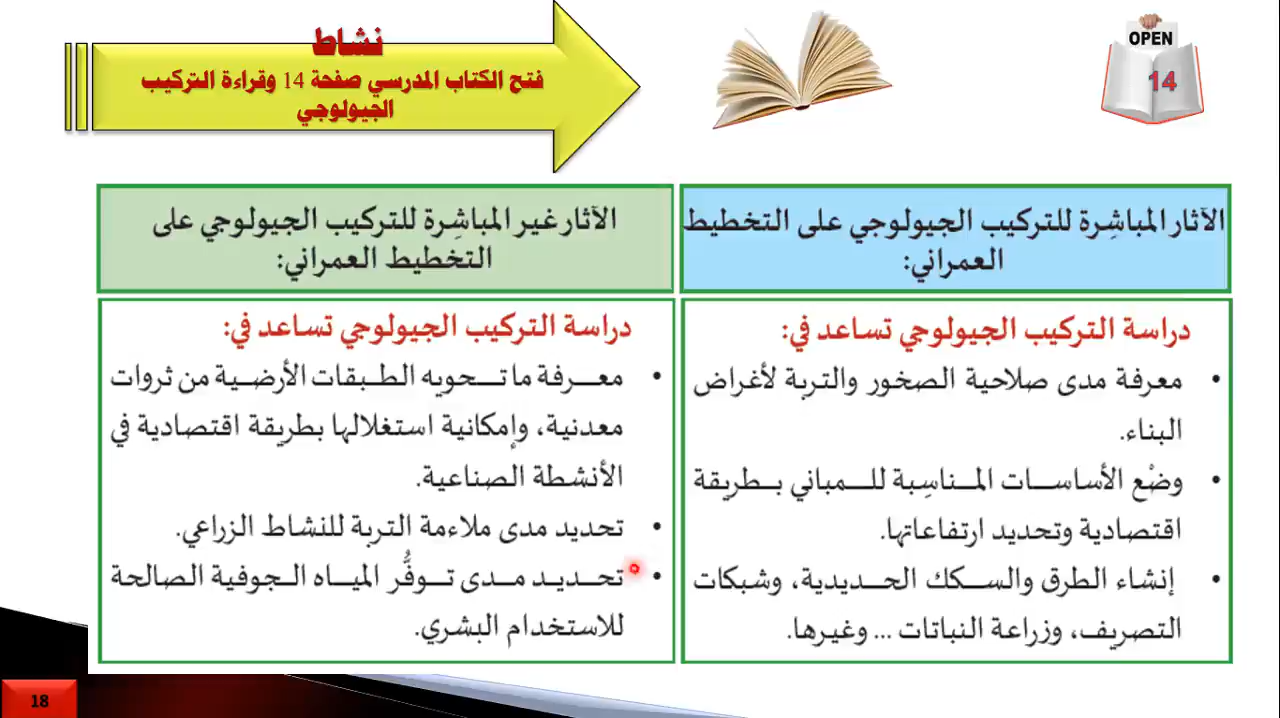 نشاط
فتح الكتاب المدرسي صفحة 14 وقراءة التركيب
الجيولوجي
OPEN
14
الآثار المباشِرة للتركيب الجيولوجي على التخطيط
العمراني:
دراسة التركيب الجيولوجي تساعد في:
• معرفة مدى صلاحية الصخور والتربة لأغراض
البناء.
• وضْع الأساسات المناسِبة للمباني بطريقة
اقتصادية وتحديد ارتفاعاتها.
• إنشاء الطرق والسكك الحديدية، وشبكات
التصريف، وزراعة النباتات ... وغيرها.
الآثار غير المباشِرة للتركيب الجيولوجي على
التخطيط العمراني:
دراسة التركيب الجيولوجي تساعد في:
• معرفة ما تحويه الطبقات الأرضية من ثروات
معدنية، وإمكانية استغلالها بطريقة اقتصادية في
الأنشطة الصناعية.
• تحديد مدى ملاءمة التربة للنشاط الزراعي.
• تحديد مدى توفُّر المياه الجوفية الصالحة
للاستخدام البشري.
18